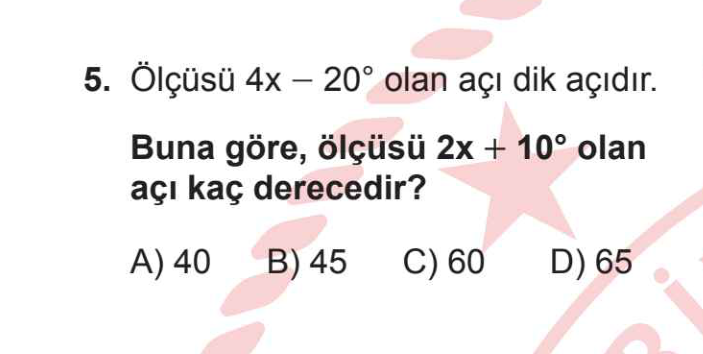 5. Ölçüsü 4x – 20° olan açı dik açıdır.
Buna göre, ölçüsü 2x + 10° olan
açı kaç derecedir?
A) 40 B) 45 C) 60 D) 65
Bİ